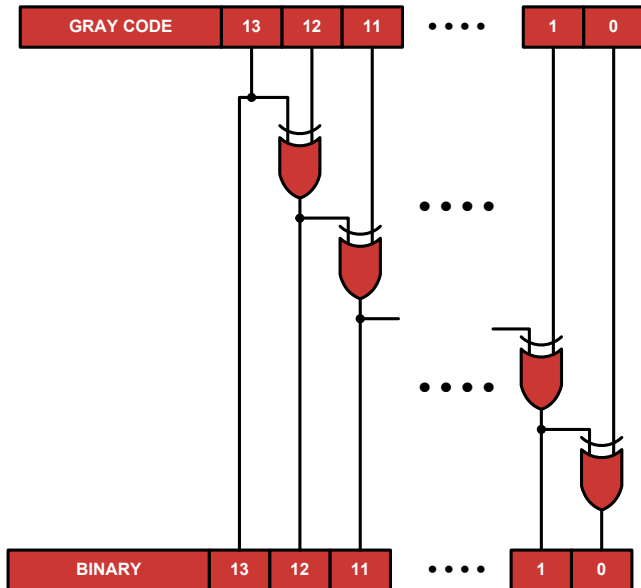 GRAY CODE 13 12 11 •••• 1 0
BINARY 13 12 11 •••• 1 0